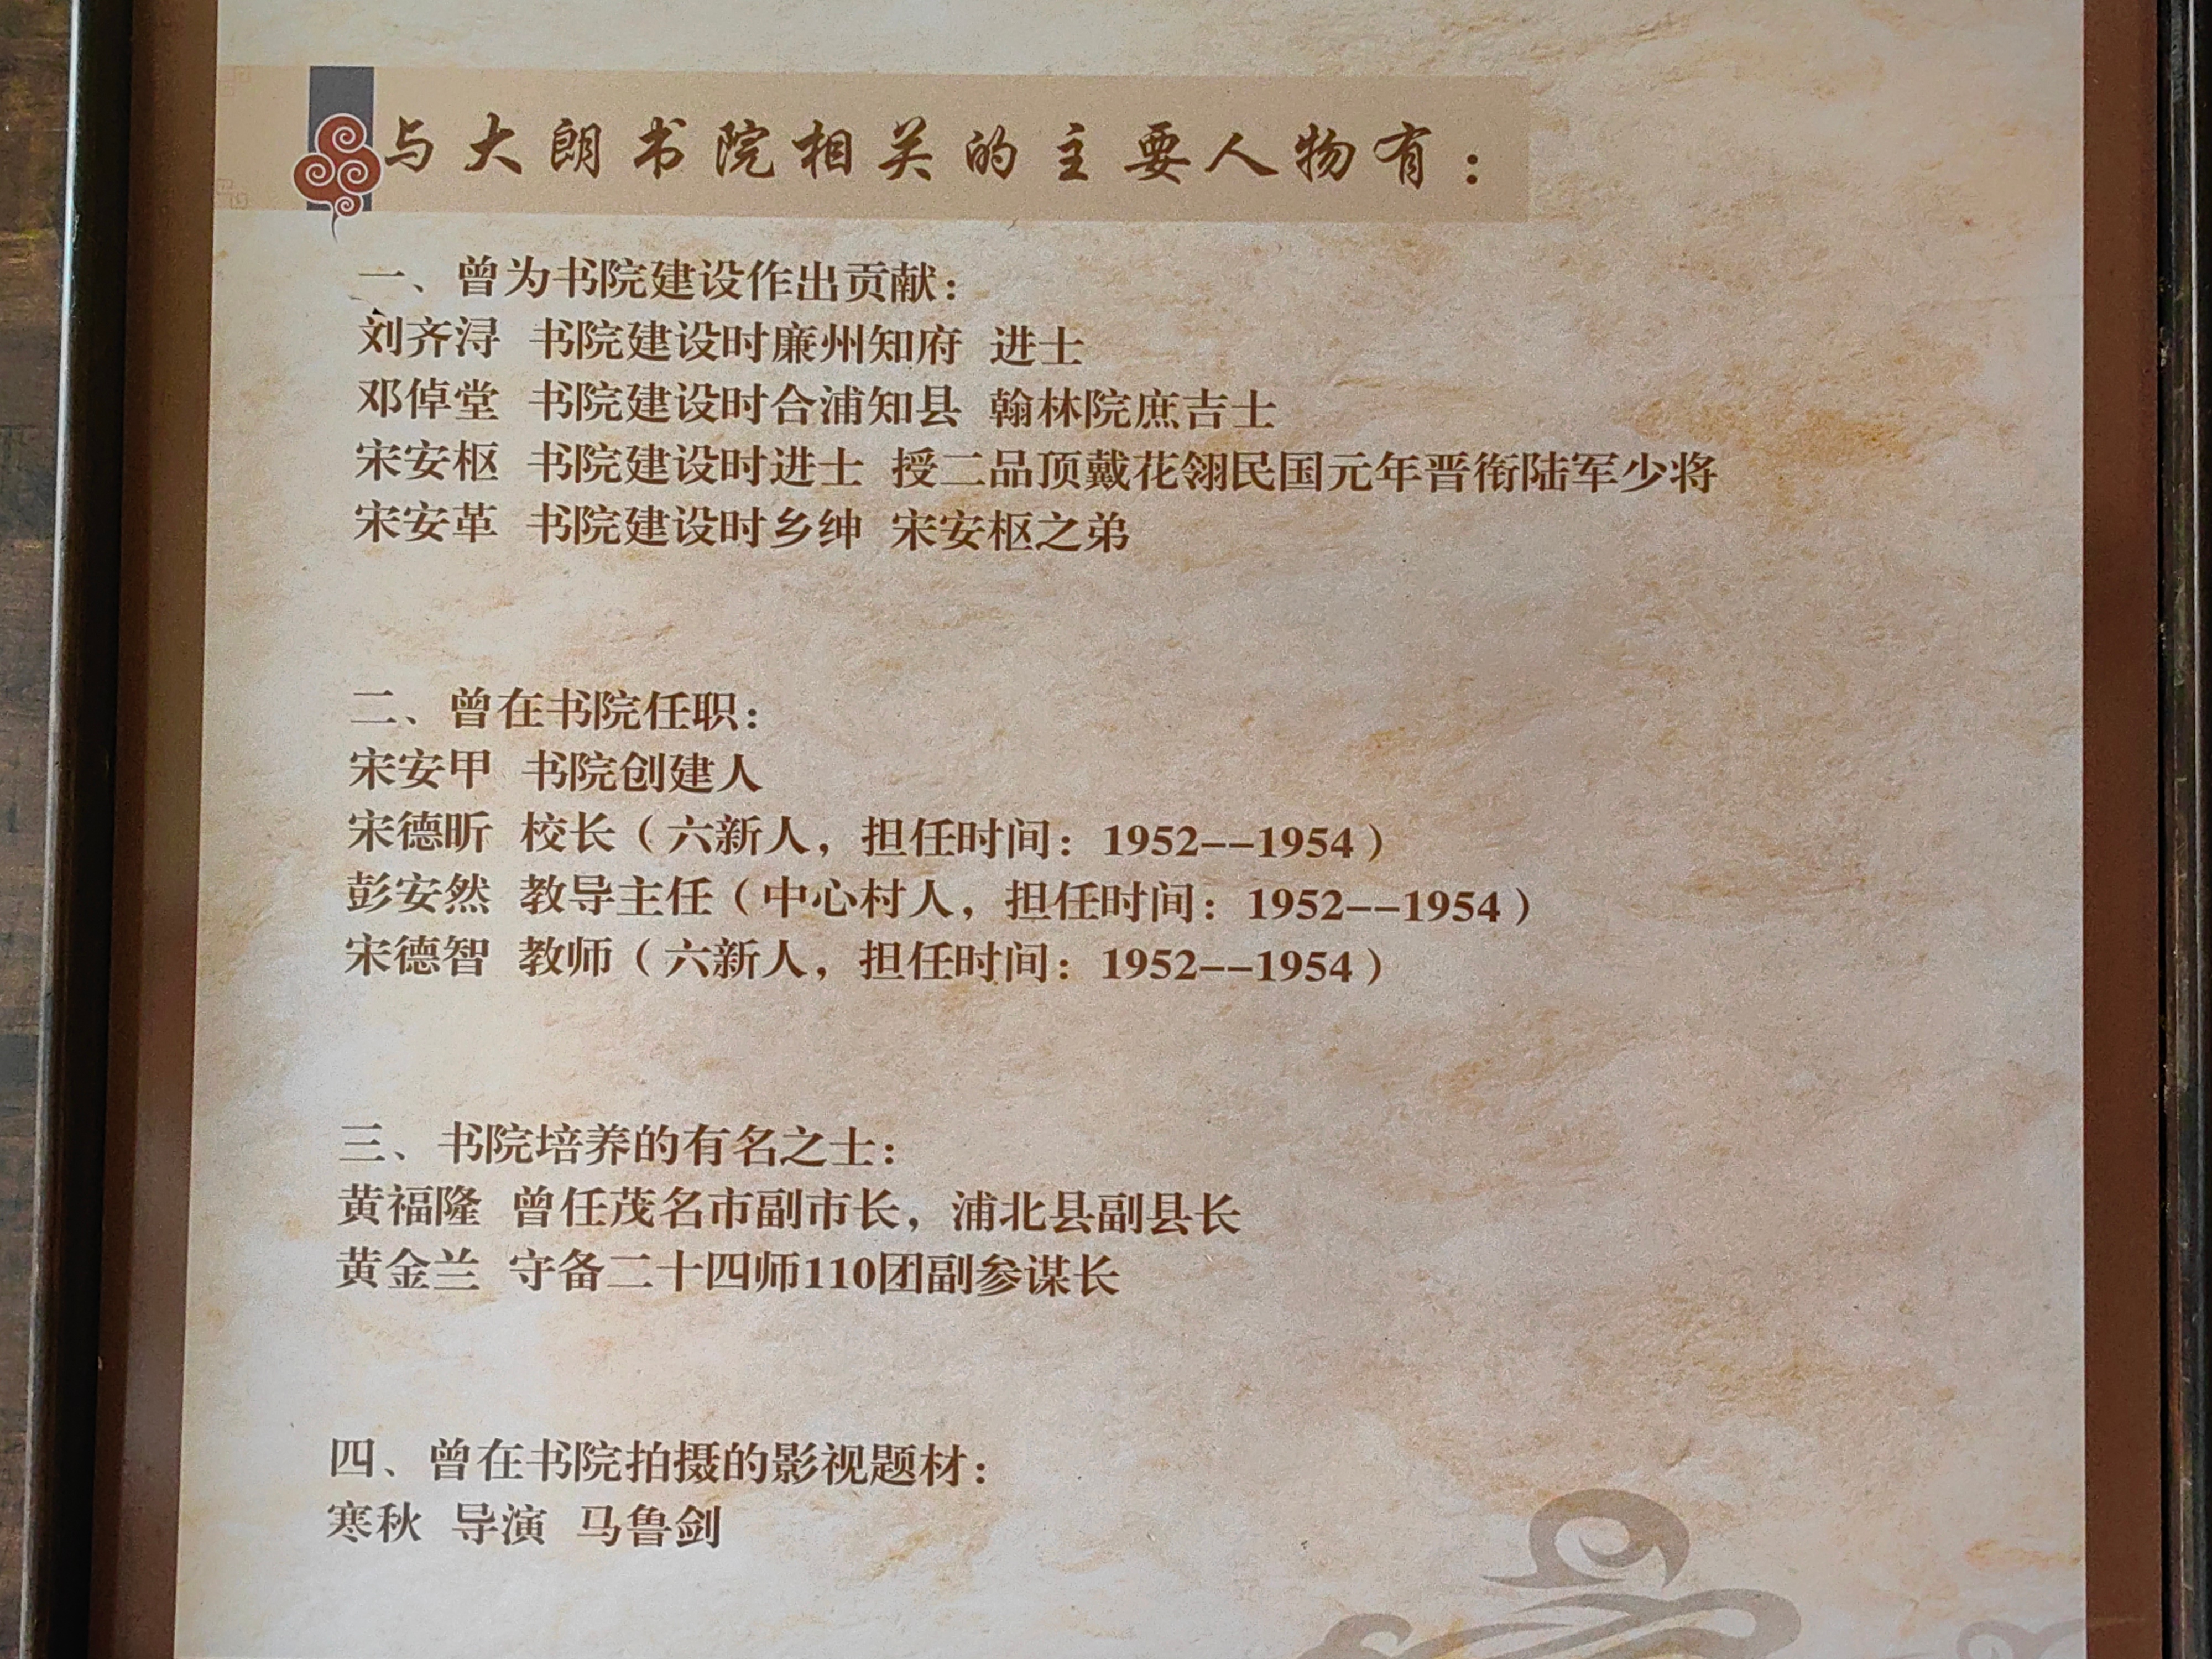 与大朗书院相关的主要人物有：
一、曾为书院建设作出贡献：
刘齐浔 书院建设时廉州知府 进士
邓倬堂 书院建设时合浦知县 翰林院庶吉士
宋安枢 书院建设时进士 授二品顶戴花翎民国元年晋衔陆军少将
宋安革 书院建设时乡绅 宋安枢之弟
二、曾在书院任职：
宋安甲 书院创建人
宋德昕 校长（六新人，担任时间：1952--1954）
彭安然 教导主任（中心村人，担任时间：1952--1954）
宋德智 教师（六新人，担任时间：1952--1954）
三、书院培养的有名之士：
黄福隆 曾任茂名市副市长，浦北县副县长
黄金兰 守备二十四师110团副参谋长
四、曾在书院拍摄的影视题材：
寒秋 导演 马鲁剑